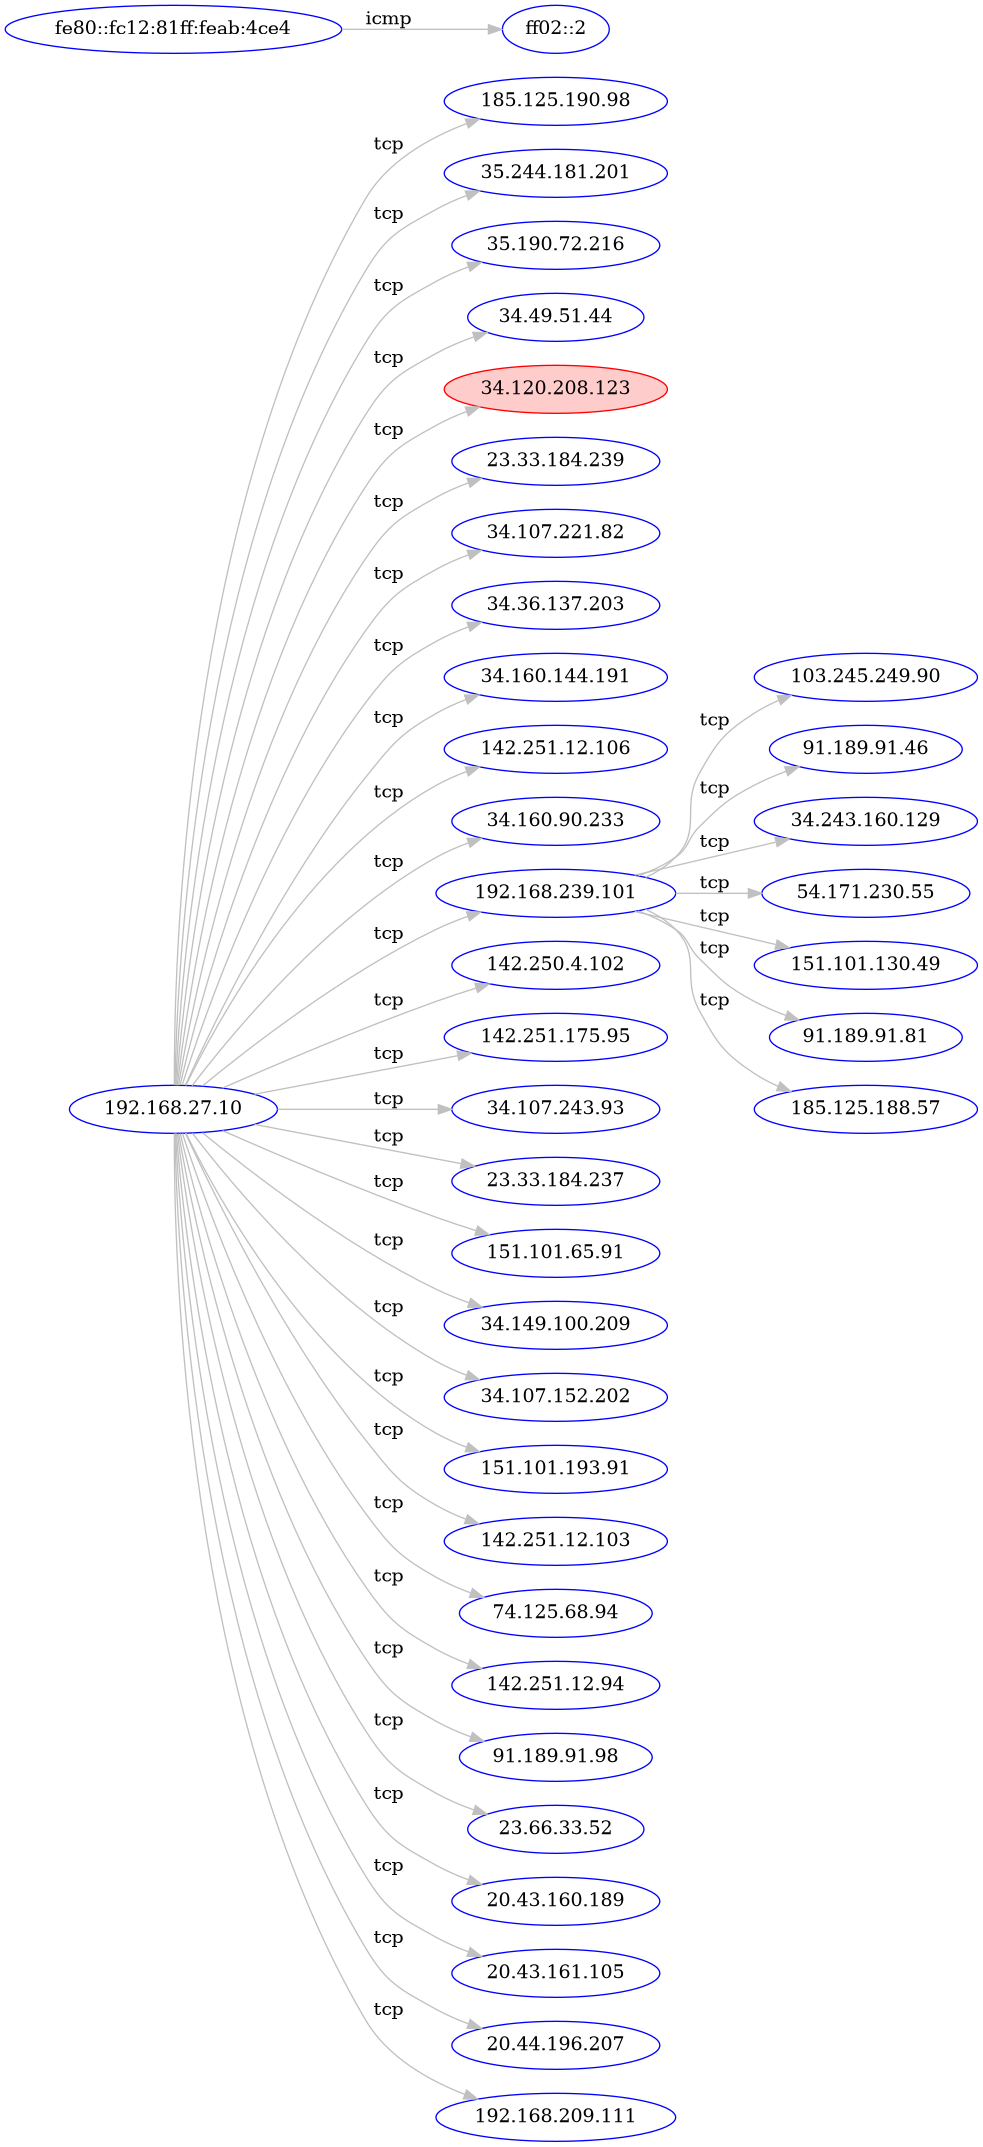 fe80::fc12:81ff:feab:4ce4
icmp
ff02::2
185.125.190.98
tcp
35.244.181.201
tcp
35.190.72.216
tcp
34.49.51.44
tcp
34.120.208.123
tcp
23.33.184.239
tcp
34.107.221.82
tcp
34.36.137.203
tcp
34.160.144.191
tcp
142.251.12.106
tcp
34.160.90.233
tcp
192.168.239.101
tcp
142.250.4.102
tcp
142.251.175.95
tcp
192.168.27.10
tcp
34.107.243.93
tcp
23.33.184.237
tcp
151.101.65.91
tcp
34.149.100.209
tcp
34.107.152.202
tcp
151.101.193.91
tcp
142.251.12.103
tcp
74.125.68.94
tcp
142.251.12.94
tcp
91.189.91.98
tcp
23.66.33.52
tcp
20.43.160.189
tcp
20.43.161.105
tcp
20.44.196.207
tcp
192.168.209.111
103.245.249.90
tcp
91.189.91.46
tcp
34.243.160.129
tcp
tcp
54.171.230.55
tcp
151.101.130.49
tcp
91.189.91.81
tcp
185.125.188.57